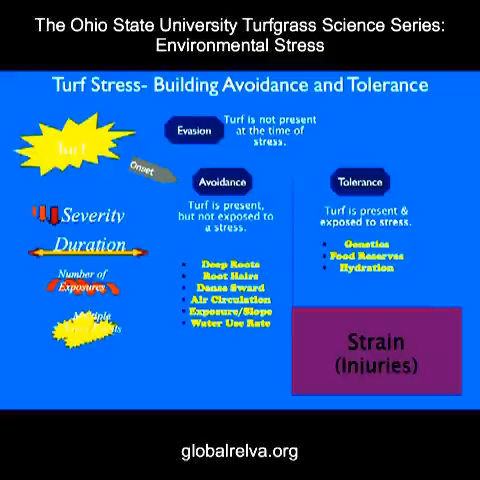 The Ohio State University Turfgrass Science Series:
Environmental Stress
Turf Stress- Building Avoidance and Tolerance
Evasion
Turf is not present
at the time of
stress.
Onset
Avoidance
Turf is present,
but not exposed to
a stress.
Tolerance
Turf is present &
exposed to stress.
Severity
Duration
Number of
Exposures
• Deep Roots
• Root Hairs
• Dense Sward
• Air Circulation
• Exposure/Slope
• Water Use Rate
• Genetics
• Food Reserves
• Hydration
Strain
(Injuries)
globalrelva.org